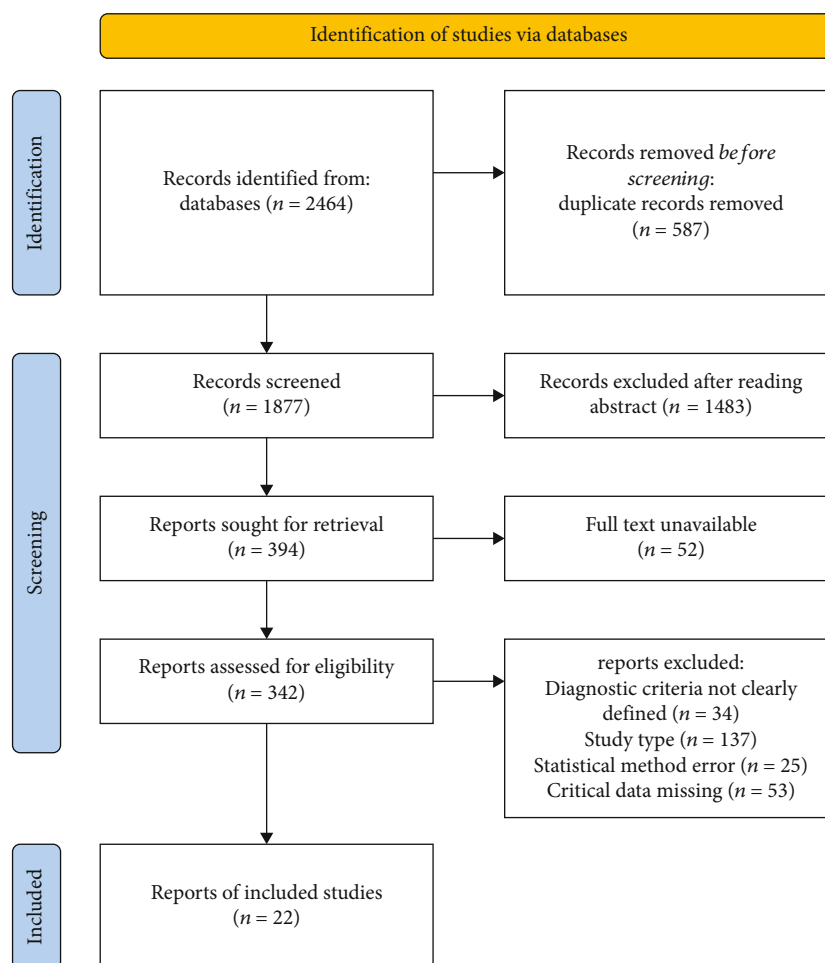 Identification of studies via databases
Identification
Records identified from:
databases (n = 2464)
Records removed before
screening:
duplicate records removed
(n = 587)
Screening
Records screened
(n = 1877)
Records excluded after reading
abstract (n = 1483)
Reports sought for retrieval
(n = 394)
Full text unavailable
(n = 52)
Reports assessed for eligibility
(n = 342)
reports excluded:
Diagnostic criteria not clearly
defined (n = 34)
Study type (n = 137)
Statistical method error (n = 25)
Critical data missing (n = 53)
Included
Reports of included studies
(n = 22)